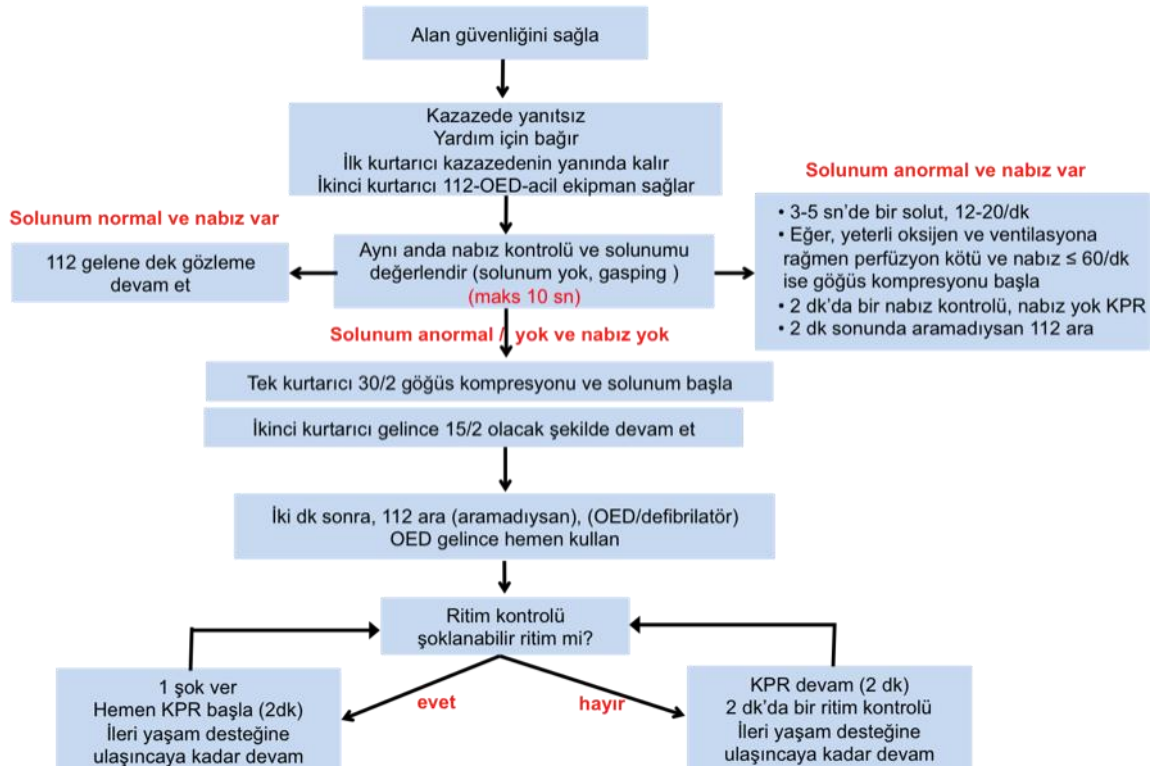 Alan güvenliğini sağla
Kazazede yanıtsız
Yardım için bağır
İlk kurtarıcı kazazedenin yanında kalır
İkinci kurtarıcı 112-OED-acil ekipman sağlar
Solunum anormal ve nabız var
Solunum normal ve nabız var
112 gelene dek gözleme
devam et
Aynı anda nabız kontrolü ve solunumu
değerlendir (solunum yok, gasping )
(maks 10 sn)
• 3-5 sn’de bir solut, 12-20/dk
• Eğer, yeterli oksijen ve ventilasyona
rağmen perfüzyon kötü ve nabız ≤ 60/dk
ise göğüs kompresyonu başla
• 2 dk’da bir nabız kontrolü, nabız yok KPR
• 2 dk sonunda aramadıysan 112 ara
Solunum anormal / yok ve nabız yok
Tek kurtarıcı 30/2 göğüs kompresyonu ve solunum başla
İkinci kurtarıcı gelince 15/2 olacak şekilde devam et
İki dk sonra, 112 ara (aramadıysan), (OED/defibrilatör)
OED gelince hemen kullan
Ritim kontrolü
şoklanabilir ritim mi?
evet
hayır
1 şok ver
Hemen KPR başla (2dk)
İleri yaşam desteğine
ulaşıncaya kadar devam
KPR devam (2 dk)
2 dk’da bir ritim kontrolü
İleri yaşam desteğine
ulaşıncaya kadar devam